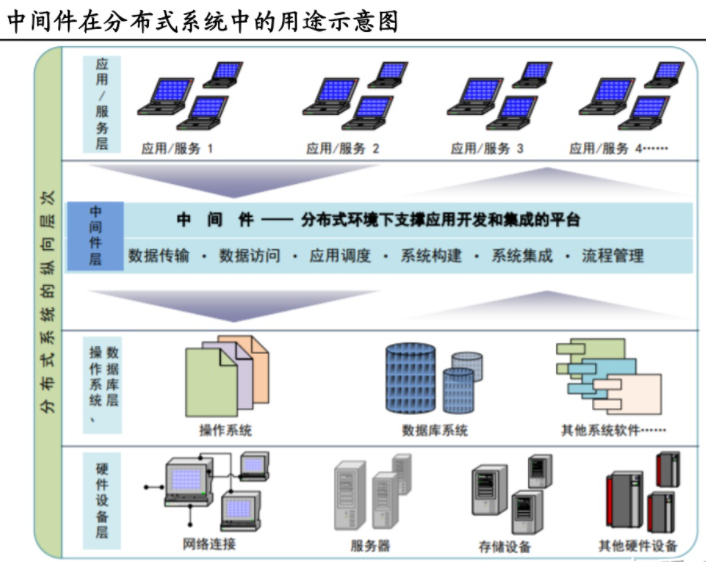 中间件在分布式系统中的用途示意图
分布式系统的纵向层次
应用/服务层
应用/服务 1
应用/服务 2
应用/服务 3
应用/服务 4……
中间件层
中 间 件 —— 分布式环境下支撑应用开发和集成的平台
数据传输 · 数据访问 · 应用调度 · 系统构建 · 系统集成 · 流程管理
操作系统、
数据库层
操作系统
数据库系统
其他系统软件……
硬件设备层
网络连接
服务器
存储设备
其他硬件设备